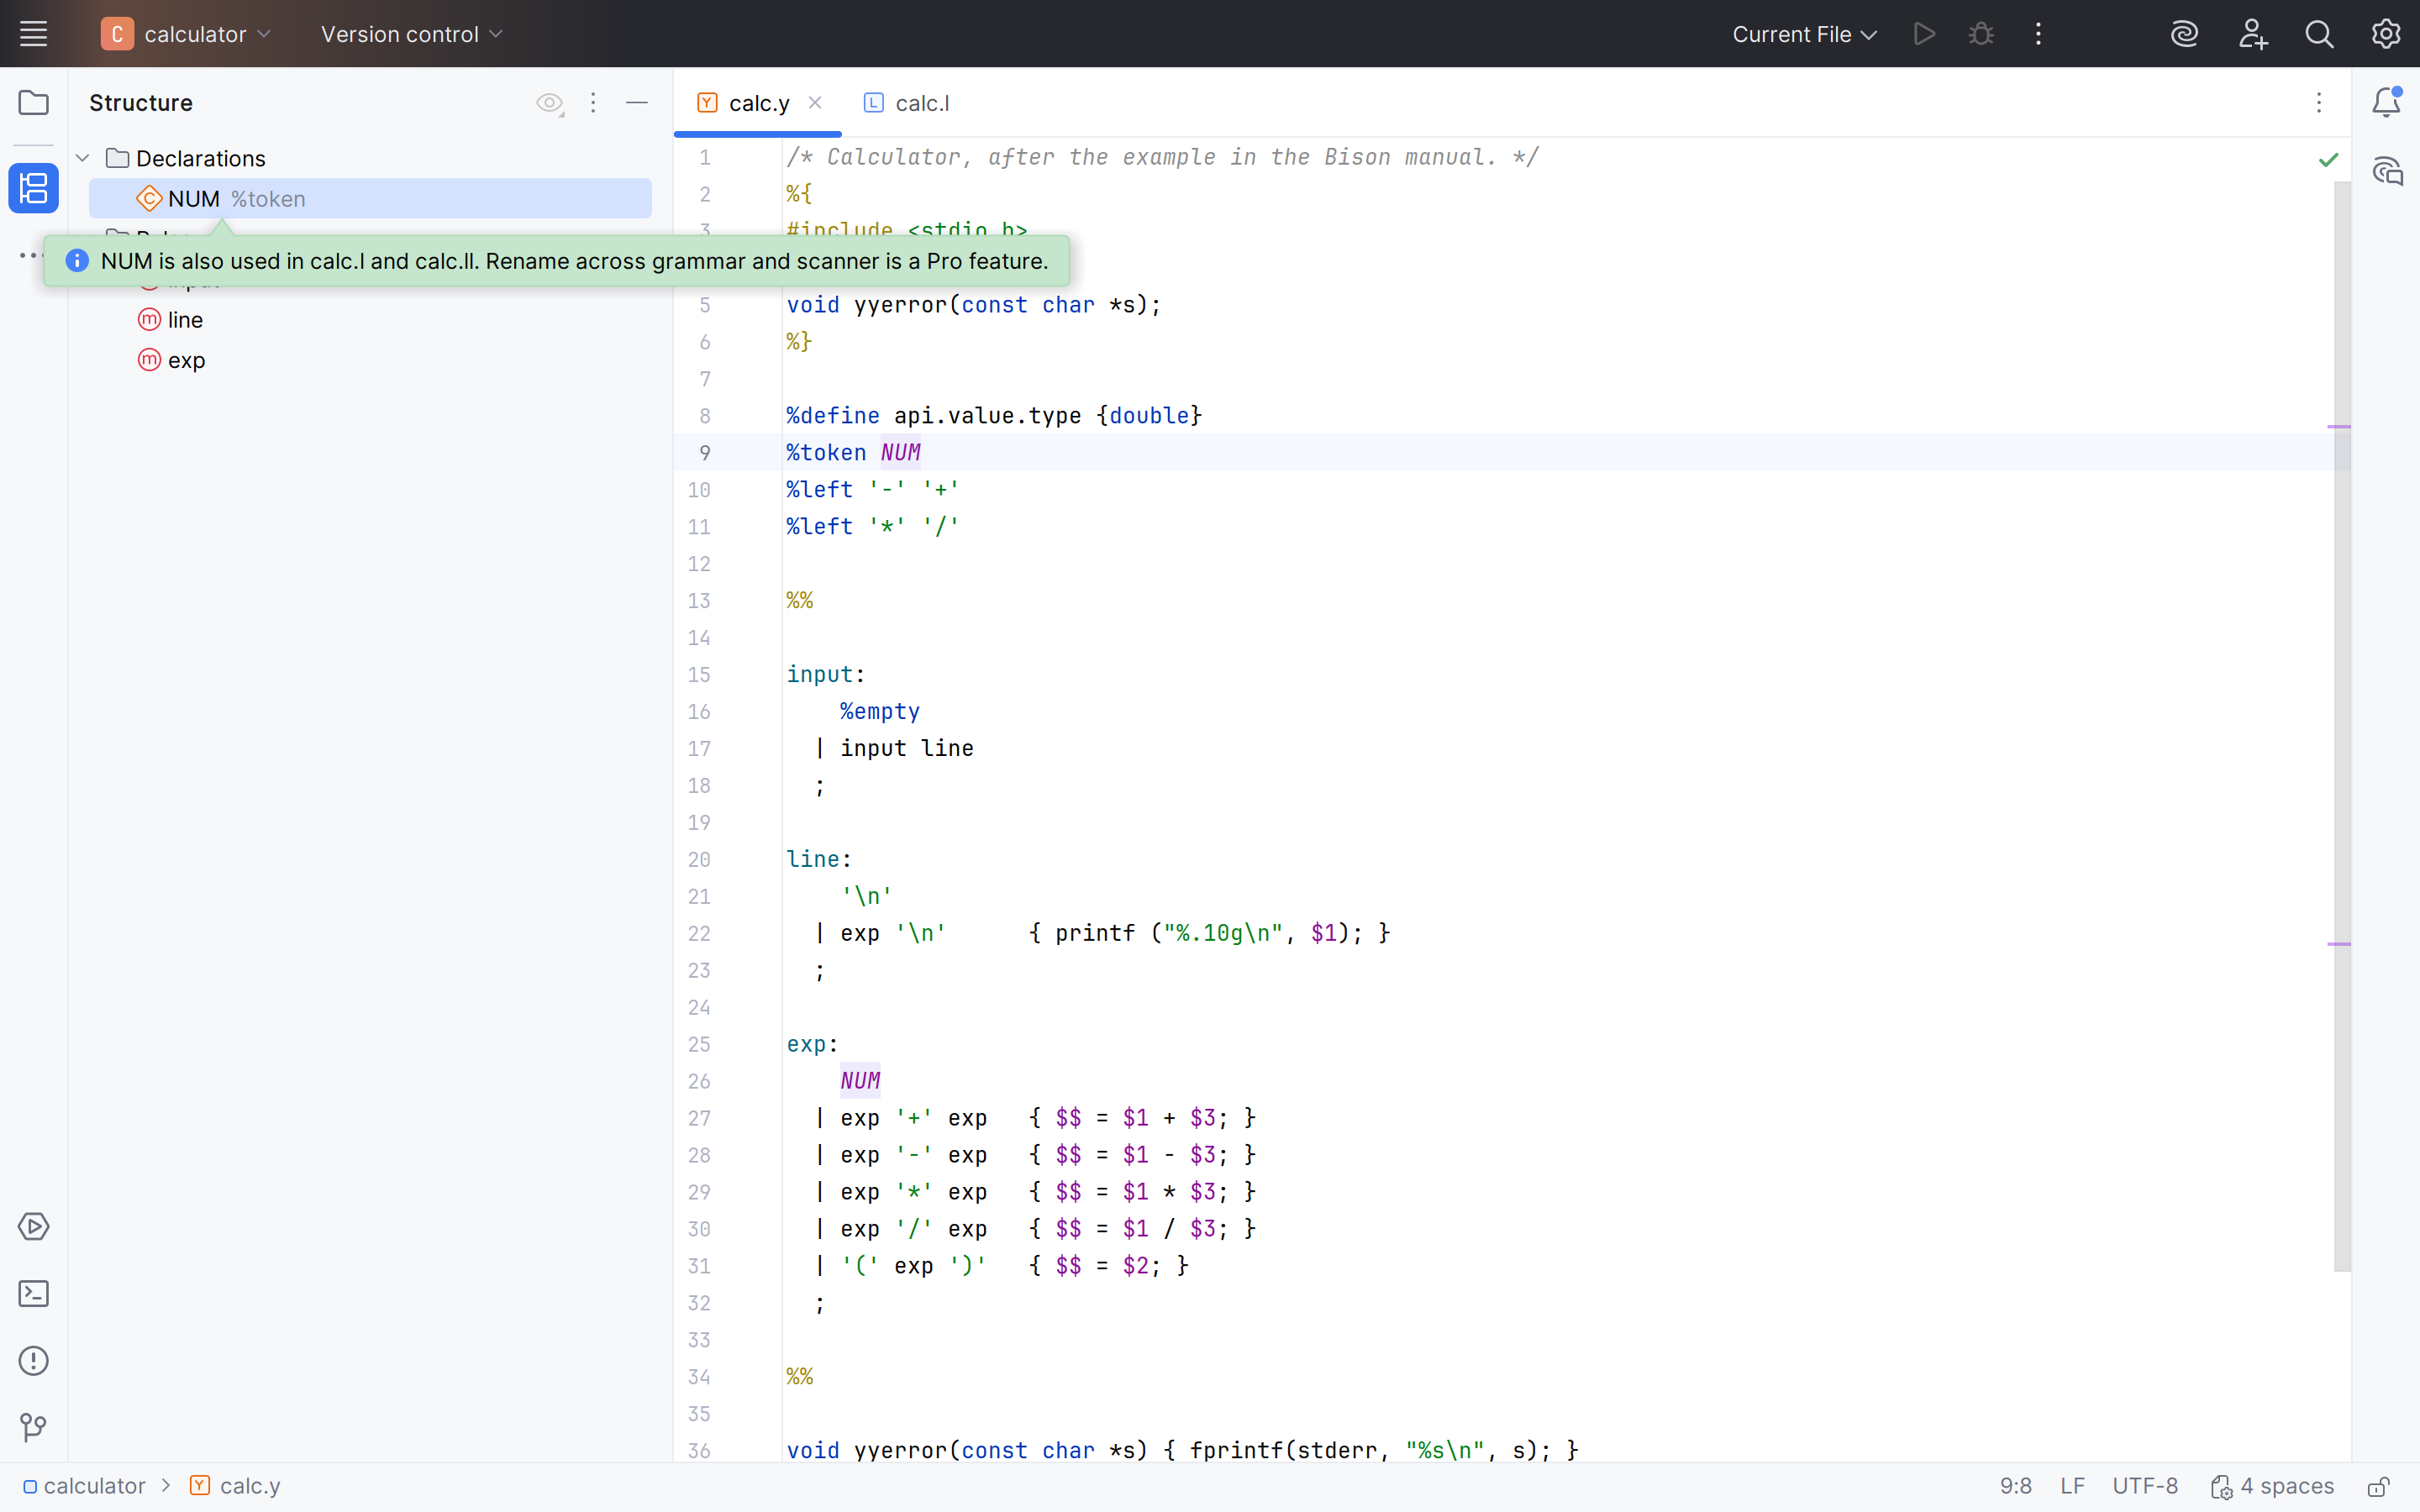 C calculator Version control Current File
Structure
calc.y calc.l
Declarations
NUM %token
NUM is also used in calc.l and calc.ll. Rename across grammar and scanner is a Pro feature.
line
exp
1 /* Calculator, after the example in the Bison manual. */
2 %{
3 #include <stdio.h>
5 void yyerror(const char *s);
6 %}
7
8 %define api.value.type {double}
9 %token NUM
10 %left '-' '+'
11 %left '*' '/'
12
13 %%
14
15 input:
16 %empty
17 | input line
18 ;
19
20 line:
21 '\n'
22 | exp '\n' { printf ("%.10g\n", $1); }
23 ;
24
25 exp:
26 NUM
27 | exp '+' exp { $$ = $1 + $3; }
28 | exp '-' exp { $$ = $1 - $3; }
29 | exp '*' exp { $$ = $1 * $3; }
30 | exp '/' exp { $$ = $1 / $3; }
31 | '(' exp ')' { $$ = $2; }
32 ;
33
34 %%
35
36 void yyerror(const char *s) { fprintf(stderr, "%s\n", s); }
calculator > calc.y 9:8 LF UTF-8 4 spaces